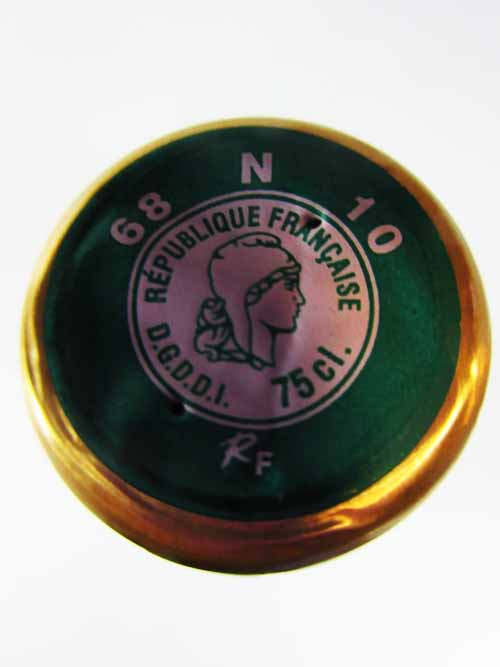 68 N 10
RÉPUBLIQUE FRANÇAISE
D.G.D.D.I. 75 cl.
RF